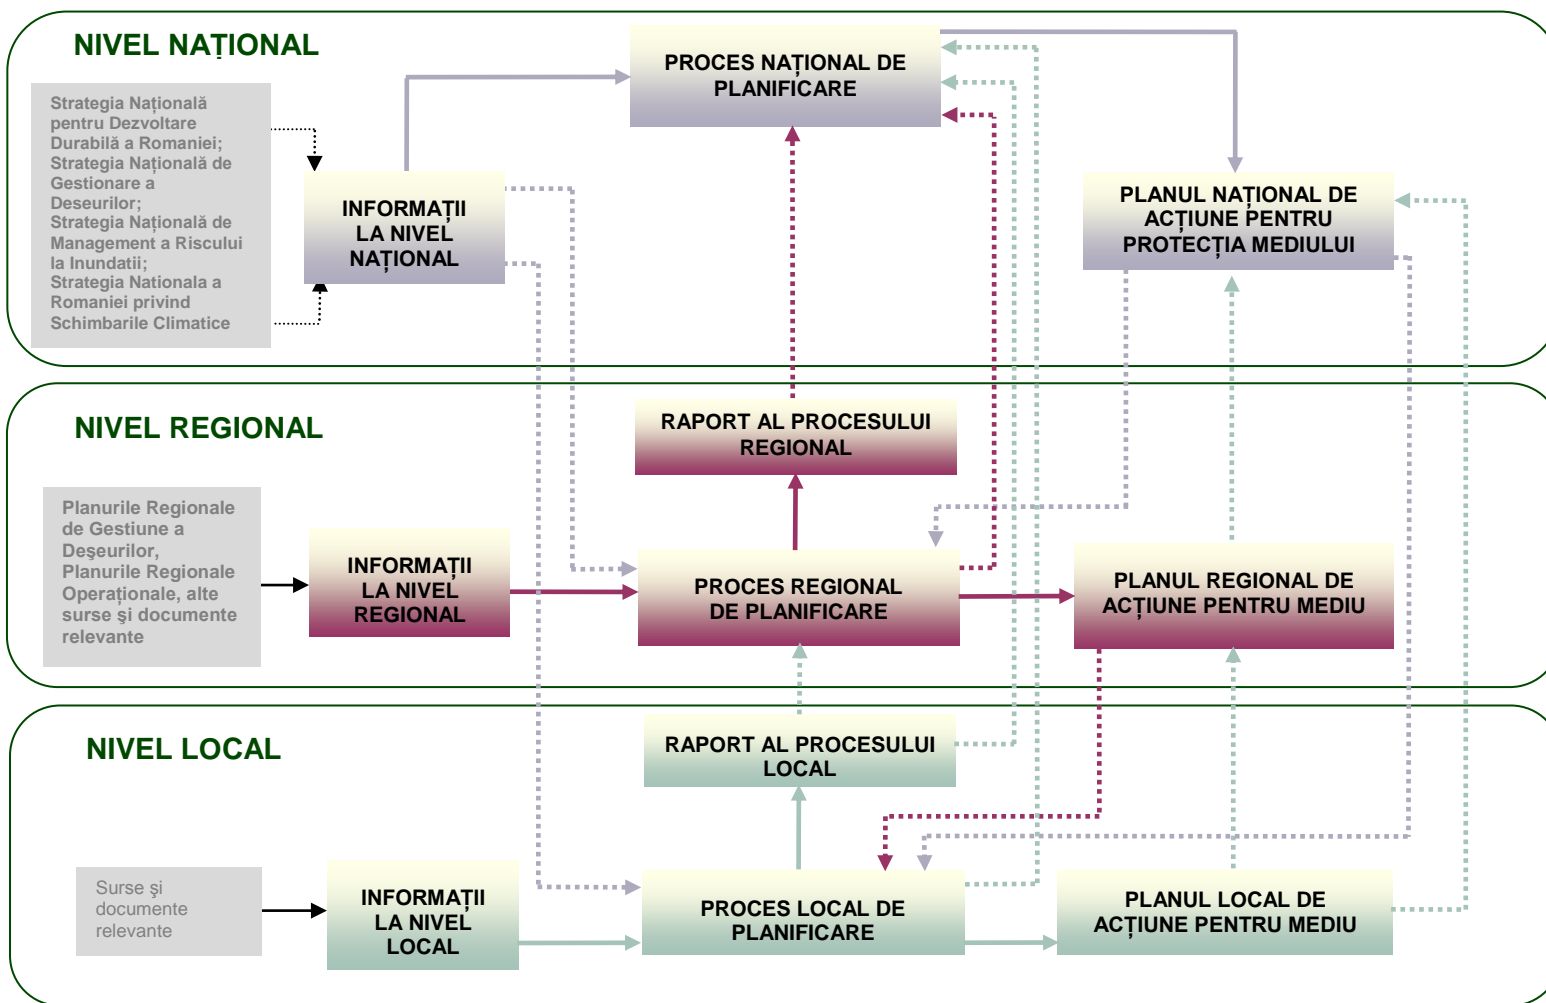 NIVEL NAȚIONAL
PROCES NAȚIONAL DE
PLANIFICARE
Strategia Națională
pentru Dezvoltare
Durabilă a Romaniei;
Strategia Națională de
Gestionare a
Deseurilor;
Strategia Națională de
Management a Riscului
la Inundatii;
Strategia Nationala a
Romaniei privind
Schimbarile Climatice
INFORMAȚII
LA NIVEL
NAȚIONAL
PLANUL NAȚIONAL DE
ACȚIUNE PENTRU
PROTECȚIA MEDIULUI
NIVEL REGIONAL
RAPORT AL PROCESULUI
REGIONAL
Planurile Regionale
de Gestiune a
Deşeurilor,
Planurile Regionale
Operaționale, alte
surse şi documente
relevante
INFORMAȚII
LA NIVEL
REGIONAL
PROCES REGIONAL
DE PLANIFICARE
PLANUL REGIONAL DE
ACȚIUNE PENTRU MEDIU
NIVEL LOCAL
RAPORT AL PROCESULUI
LOCAL
Surse şi
documente
relevante
INFORMAȚII
LA NIVEL
LOCAL
PROCES LOCAL DE
PLANIFICARE
PLANUL LOCAL DE
ACȚIUNE PENTRU MEDIU